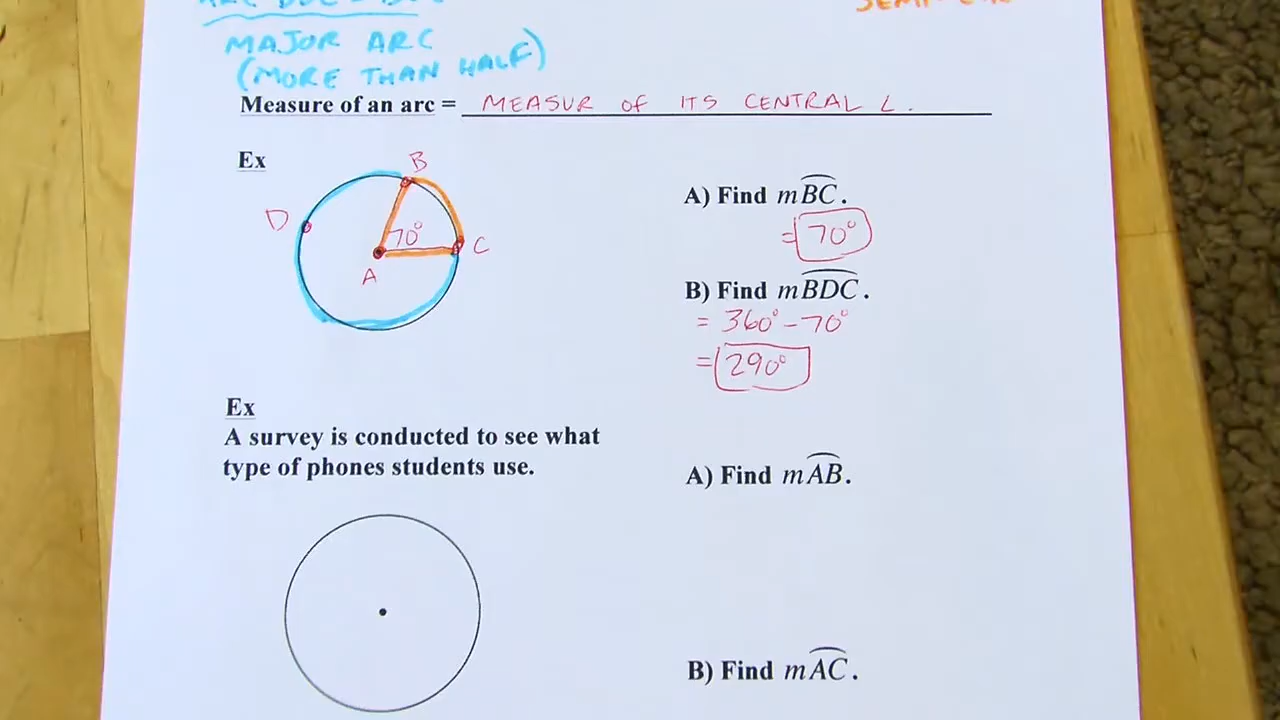 MAJOR ARC
(MORE THAN HALF)
Measure of an arc = MEASUR OF ITS CENTRAL ∠.
Ex
B
D
70°
C
A
A) Find mBC.
= 70°
B) Find mBDC.
= 360° - 70°
= 290°
Ex
A survey is conducted to see what
type of phones students use.
A) Find mAB.
B) Find mAC.